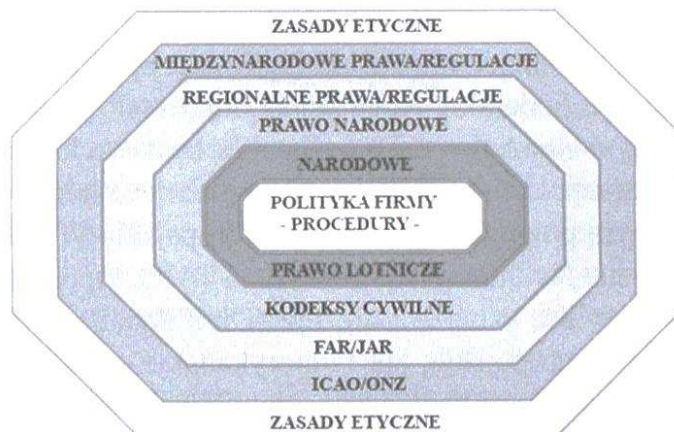 ZASADY ETYCZNE
MIĘDZYNARODOWE PRAWA/REGULACJE
REGIONALNE PRAWA/REGULACJE
PRAWO NARODOWE
NARODOWE
POLITYKA FIRMY
- PROCEDURY -
PRAWO LOTNICZE
KODEKSY CYWILNE
FAR/JAR
ICAO/ONZ
ZASADY ETYCZNE